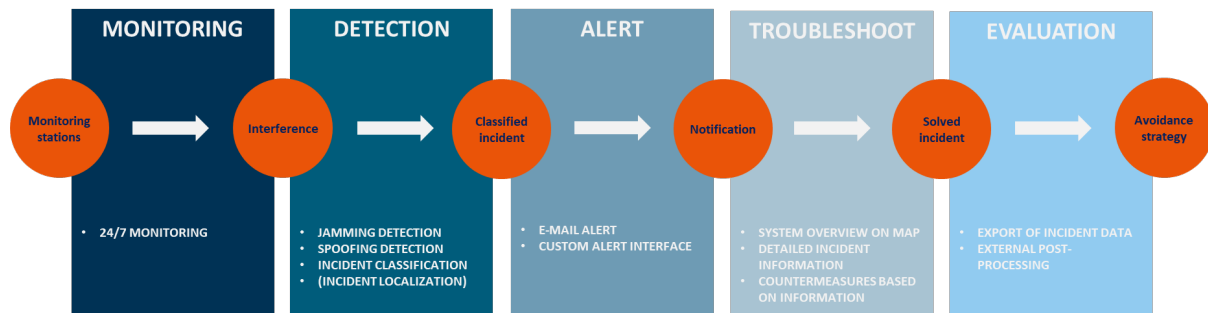 MONITORING
DETECTION
ALERT
TROUBLESHOOT
EVALUATION
Monitoring
stations
Interference
Classified
incident
Notification
Solved
incident
Avoidance
strategy
• 24/7 MONITORING
• JAMMING DETECTION
• SPOOFING DETECTION
• INCIDENT CLASSIFICATION
• (INCIDENT LOCALIZATION)
• E-MAIL ALERT
• CUSTOM ALERT INTERFACE
• SYSTEM OVERVIEW ON MAP
• DETAILED INCIDENT
INFORMATION
• COUNTERMEASURES BASED
ON INFORMATION
• EXPORT OF INCIDENT DATA
• EXTERNAL POST-
PROCESSING